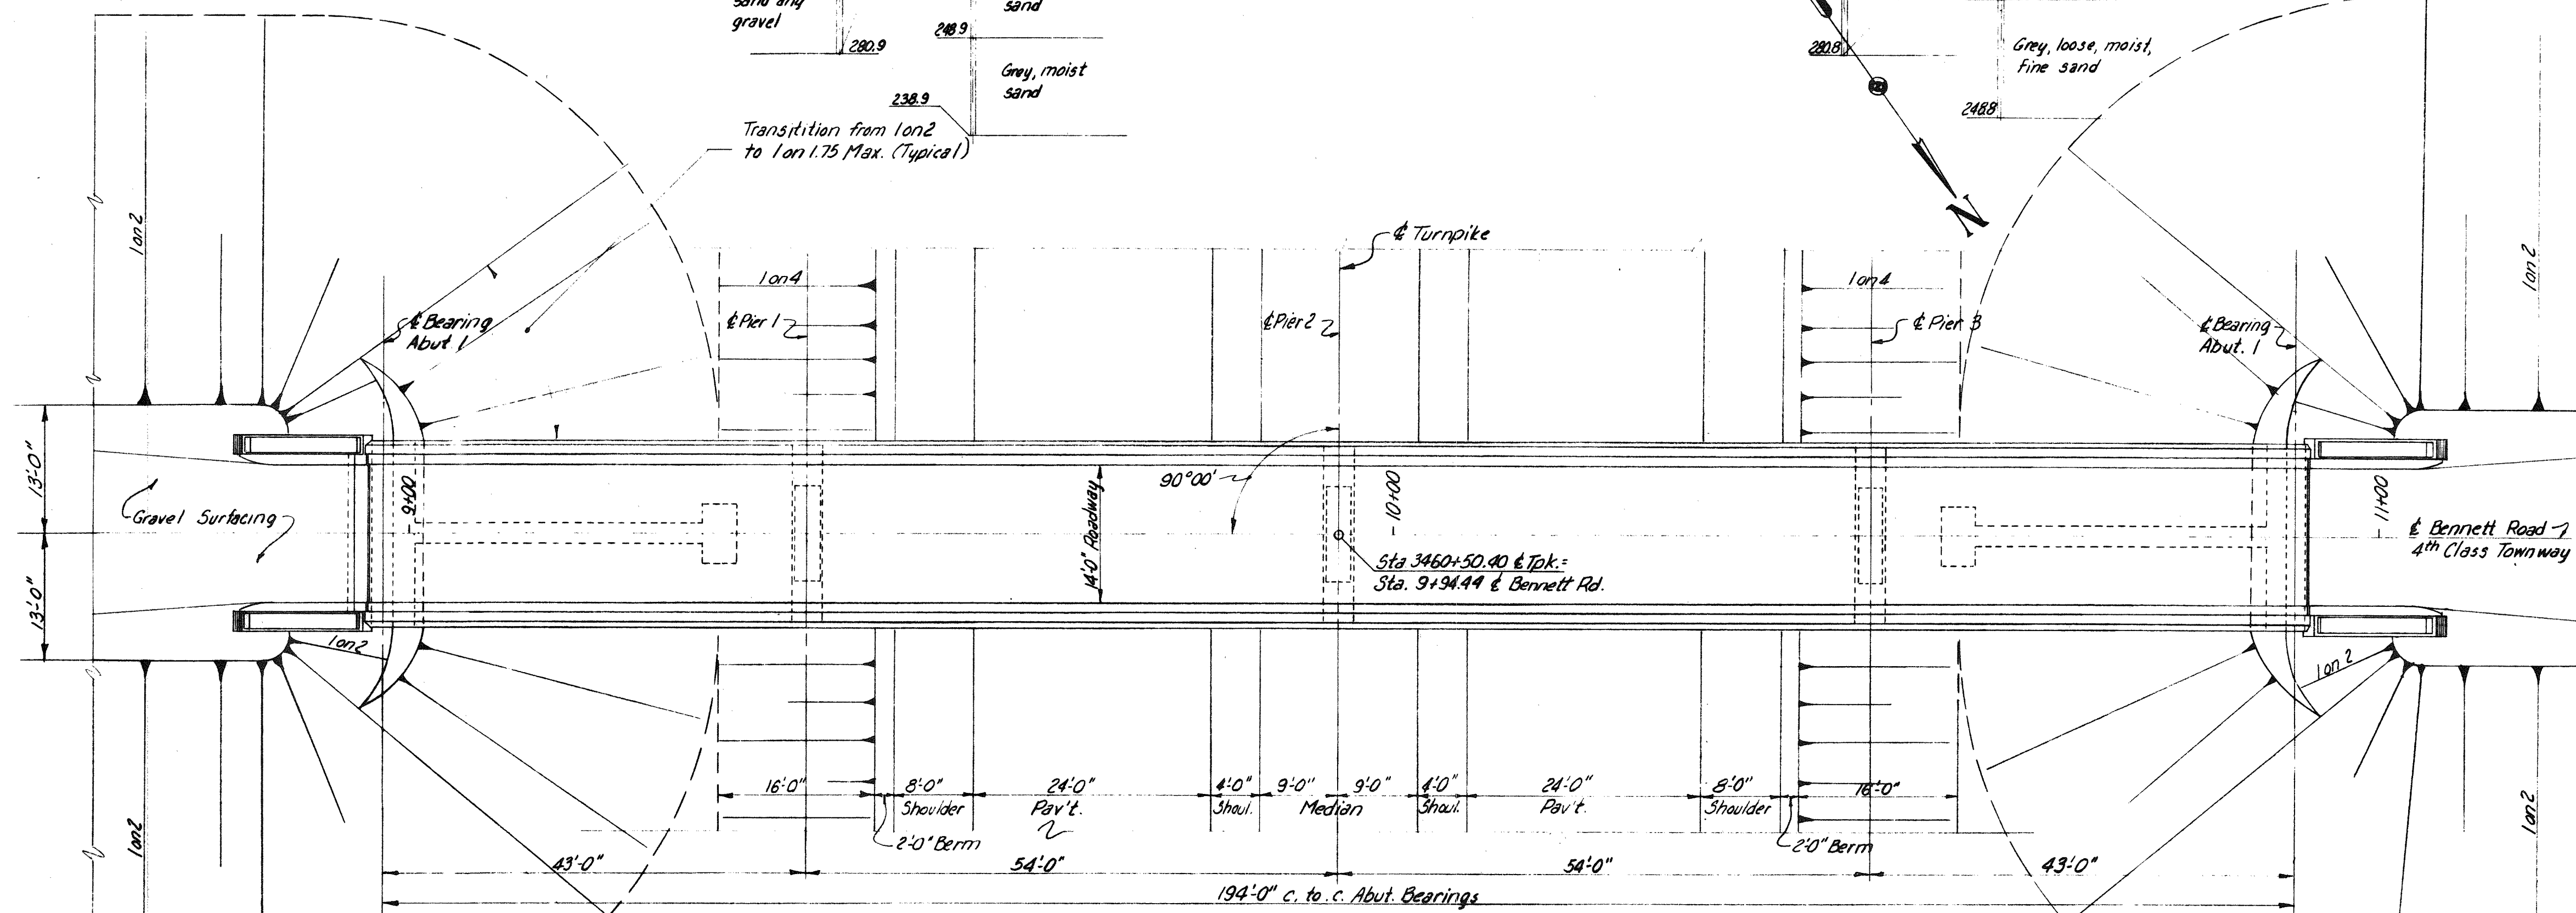 sand and
gravel
280.9
sand
248.9
Grey, moist
sand
238.9
Transitition from 1on2
to 1on1.75 Max. (Typical)
280.8
Grey, loose, moist,
fine sand
248.8
N
1on2
1on2
℄ Turnpike
1on4
1on4
℄ Bearing
Abut. 1
℄ Pier 1
℄ Pier 2
℄ Pier 3
℄ Bearing
Abut. 1
13'-0"
13'-0"
Gravel Surfacing
9+00
14'-0" Roadway
90°00'
10+00
Sta 3460+50.40 ℄ Tpk.=
Sta. 9+94.44 ℄ Bennett Rd.
11+00
℄ Bennett Road
4th Class Townway
1on2
1on2
1on2
1on2
16'-0" 8'-0" 24'-0" 4'-0" 9'-0" 9'-0" 4'-0" 24'-0" 8'-0" 16'-0"
Shoulder Pav't. Shoul. Median Shoul. Pav't. Shoulder
2'-0" Berm 2'-0" Berm
43'-0" 54'-0" 54'-0" 43'-0"
194'-0" c. to c. Abut. Bearings